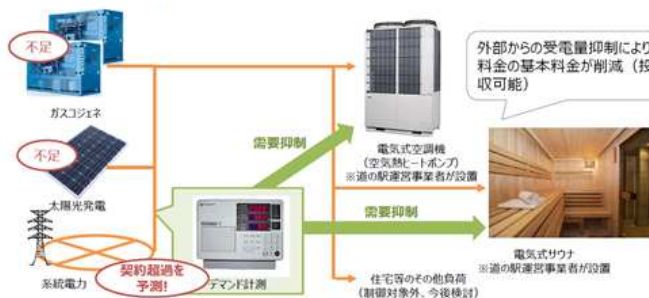 不足
ガスコジェネ
不足
太陽光発電
系統電力
契約超過を
予測!
デマンド計測
需要抑制
需要抑制
電気式空調機
（空気熱ヒートポンプ）
※道の駅運営事業者が設置
外部からの受電量抑制により
料金の基本料金が削減（投
収可能）
電気式サウナ
※道の駅運営事業者が設置
住宅等のその他負荷
（制御対象外、今後検討）